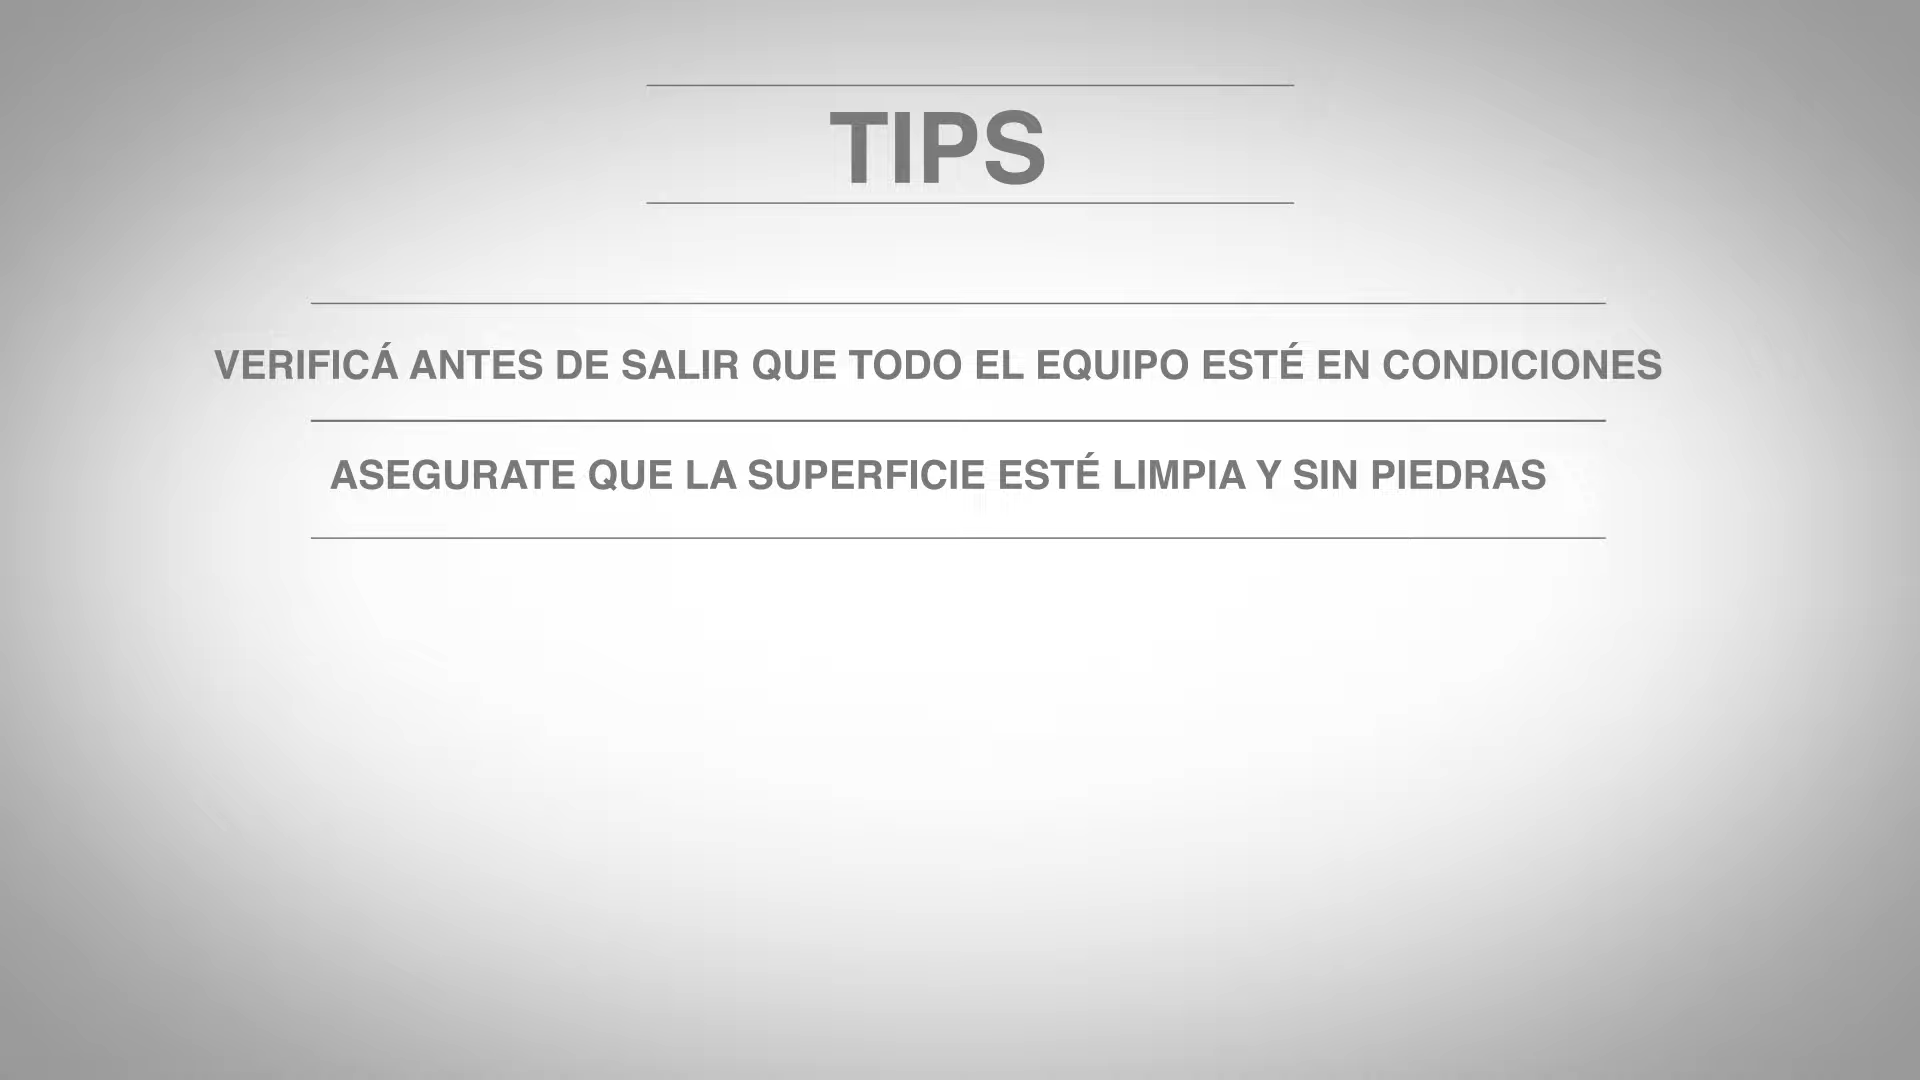 TIPS
VERIFICÁ ANTES DE SALIR QUE TODO EL EQUIPO ESTÉ EN CONDICIONES
ASEGURATE QUE LA SUPERFICIE ESTÉ LIMPIA Y SIN PIEDRAS